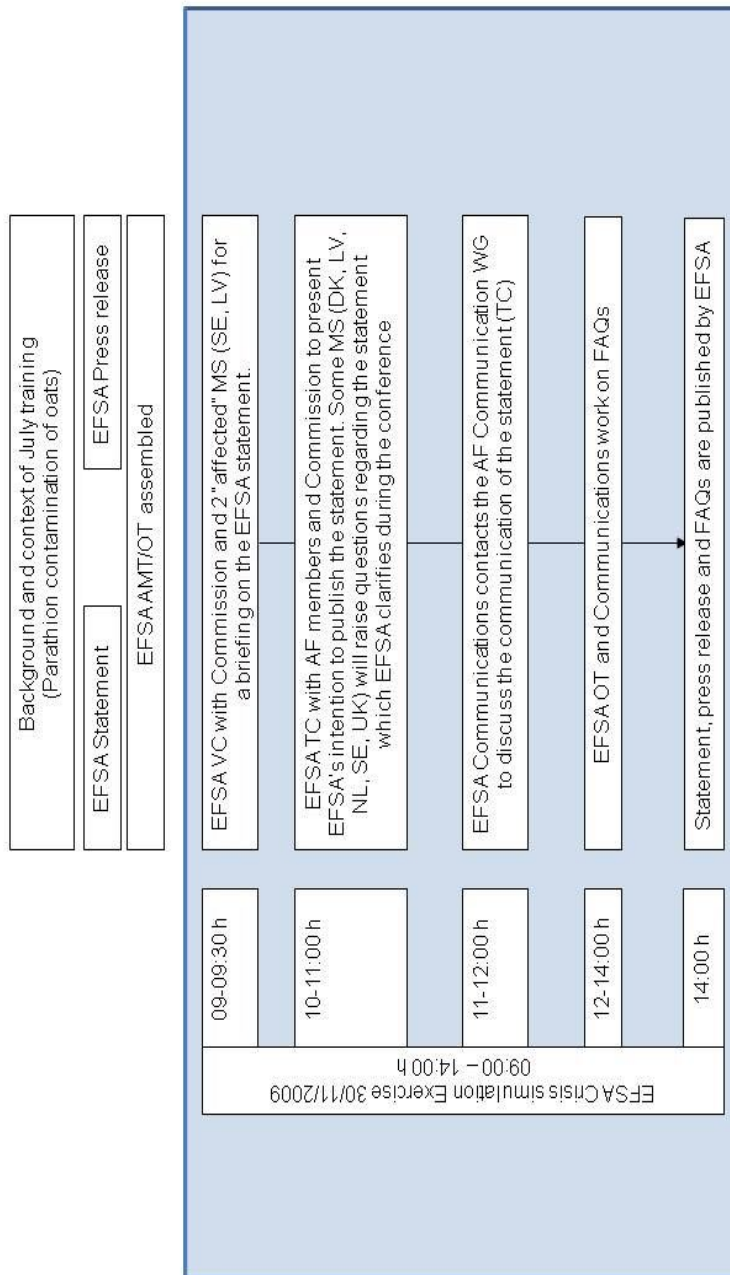 Background and context of July training
(Parathion contamination of oats)
EFSA Statement
EFSA Press release
EFSA AMT/OT assembled
EFSA Crisis simulation Exercise 30/11/2009
09:00 – 14:00 h
09-09:30 h
EFSA VC with Commission and 2 "affected" MS (SE, LV) for
a briefing on the EFSA statement.
10-11:00 h
EFSA TC with AF members and Commission to present
EFSA's intention to publish the statement. Some MS (DK, LV,
NL, SE, UK) will raise questions regarding the statement
which EFSA clarifies during the conference
11-12:00 h
EFSA Communications contacts the AF Communication WG
to discuss the communication of the statement (TC)
12-14:00 h
EFSA OT and Communications work on FAQs
14:00 h
Statement, press release and FAQs are published by EFSA